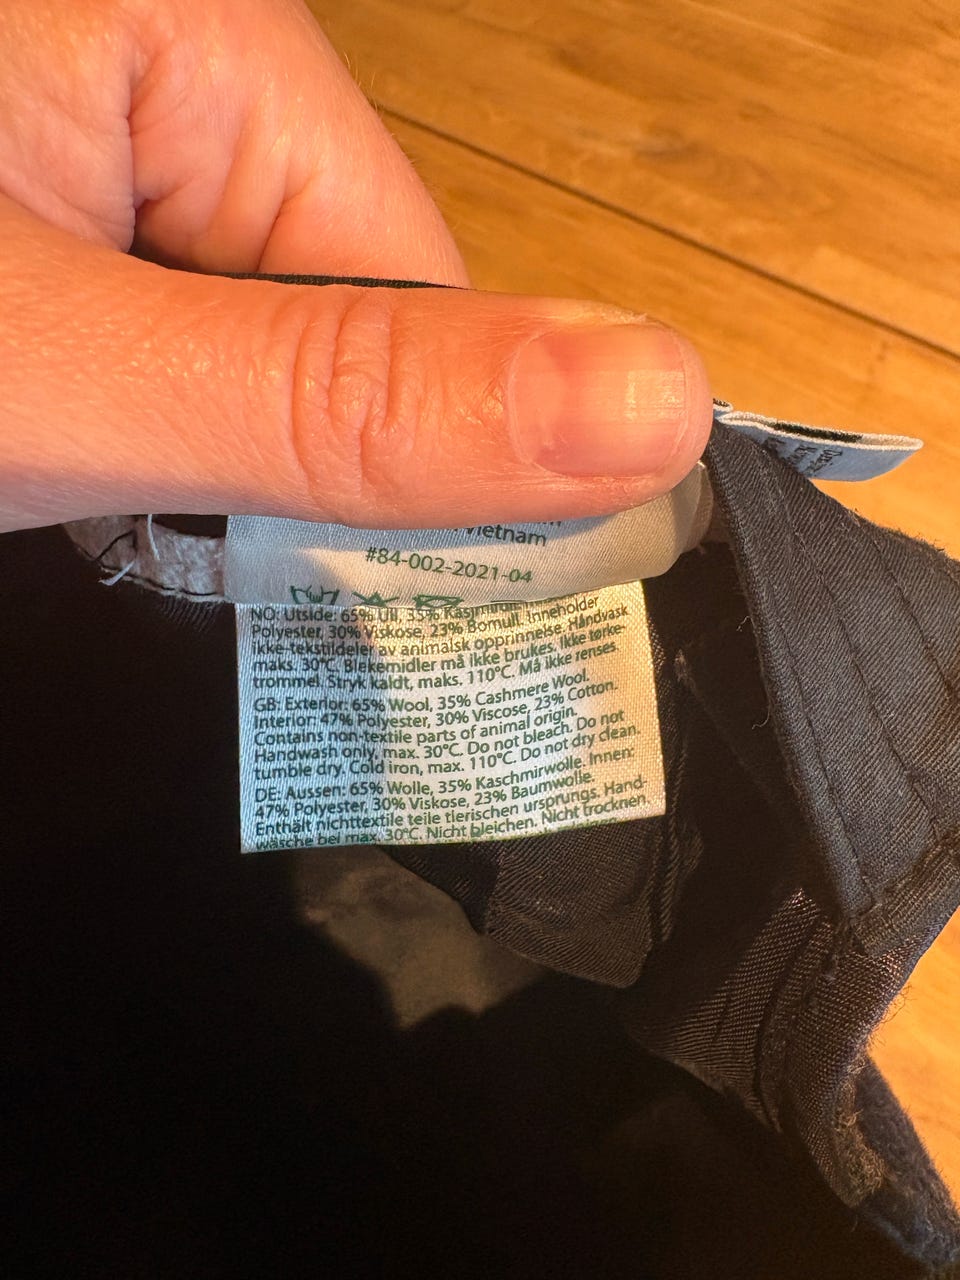 Vietnam
#84-002-2021-04
NO: Utside: 65% Ull, 35% Kasjmirull.
Polyester, 30% Viskose, 23% Bomull. Inneholder
ikke-tekstildeler av animalsk opprinnelse. Håndvask
maks. 30°C. Blekemidler må ikke brukes. Ikke tørke-
trommel. Stryk kaldt, maks. 110°C. Må ikke renses.
GB: Exterior: 65% Wool, 35% Cashmere Wool.
Interior: 47% Polyester, 30% Viscose, 23% Cotton.
Contains non-textile parts of animal origin.
Handwash only, max. 30°C. Do not bleach. Do not
tumble dry. Cold iron, max. 110°C. Do not dry clean.
DE: Aussen: 65% Wolle, 35% Kaschmirwolle. Innen:
47% Polyester, 30% Viskose, 23% Baumwolle.
Enthält nichttextile teile tierischen ursprungs. Hand-
wäsche bei max. 30°C. Nicht bleichen. Nicht trocknen.